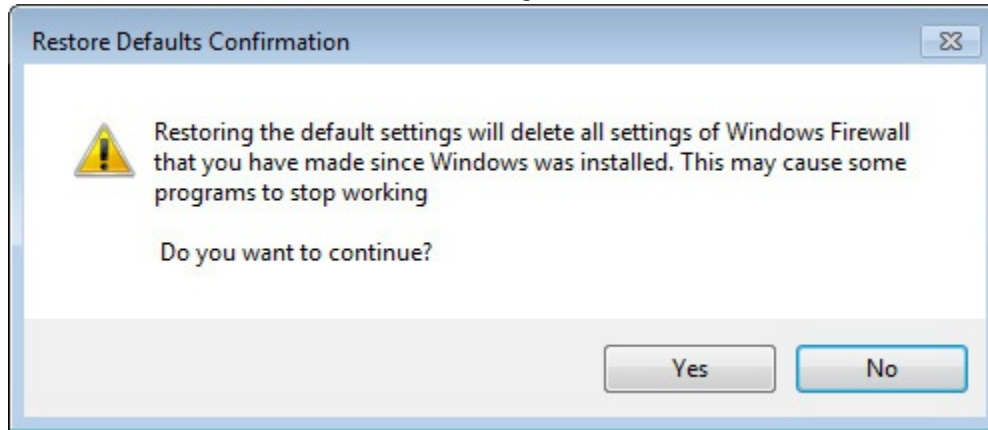 Restore Defaults Confirmation
Restoring the default settings will delete all settings of Windows Firewall
that you have made since Windows was installed. This may cause some
programs to stop working
Do you want to continue?
Yes No